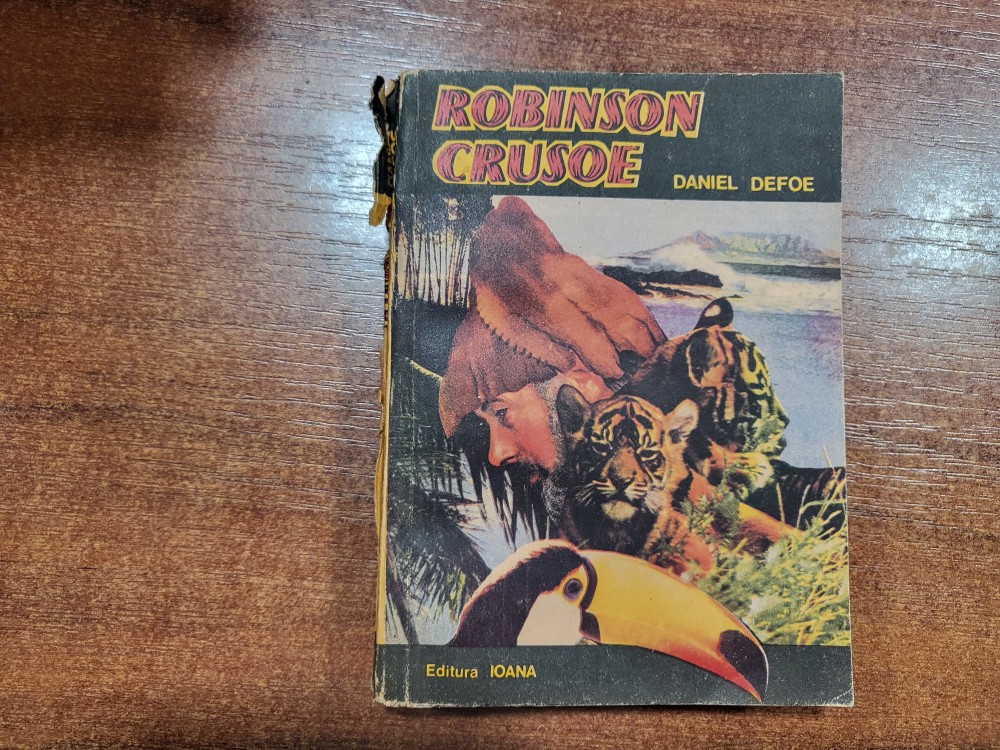 ROBINSON
CRUSOE
DANIEL DEFOE
Editura IOANA